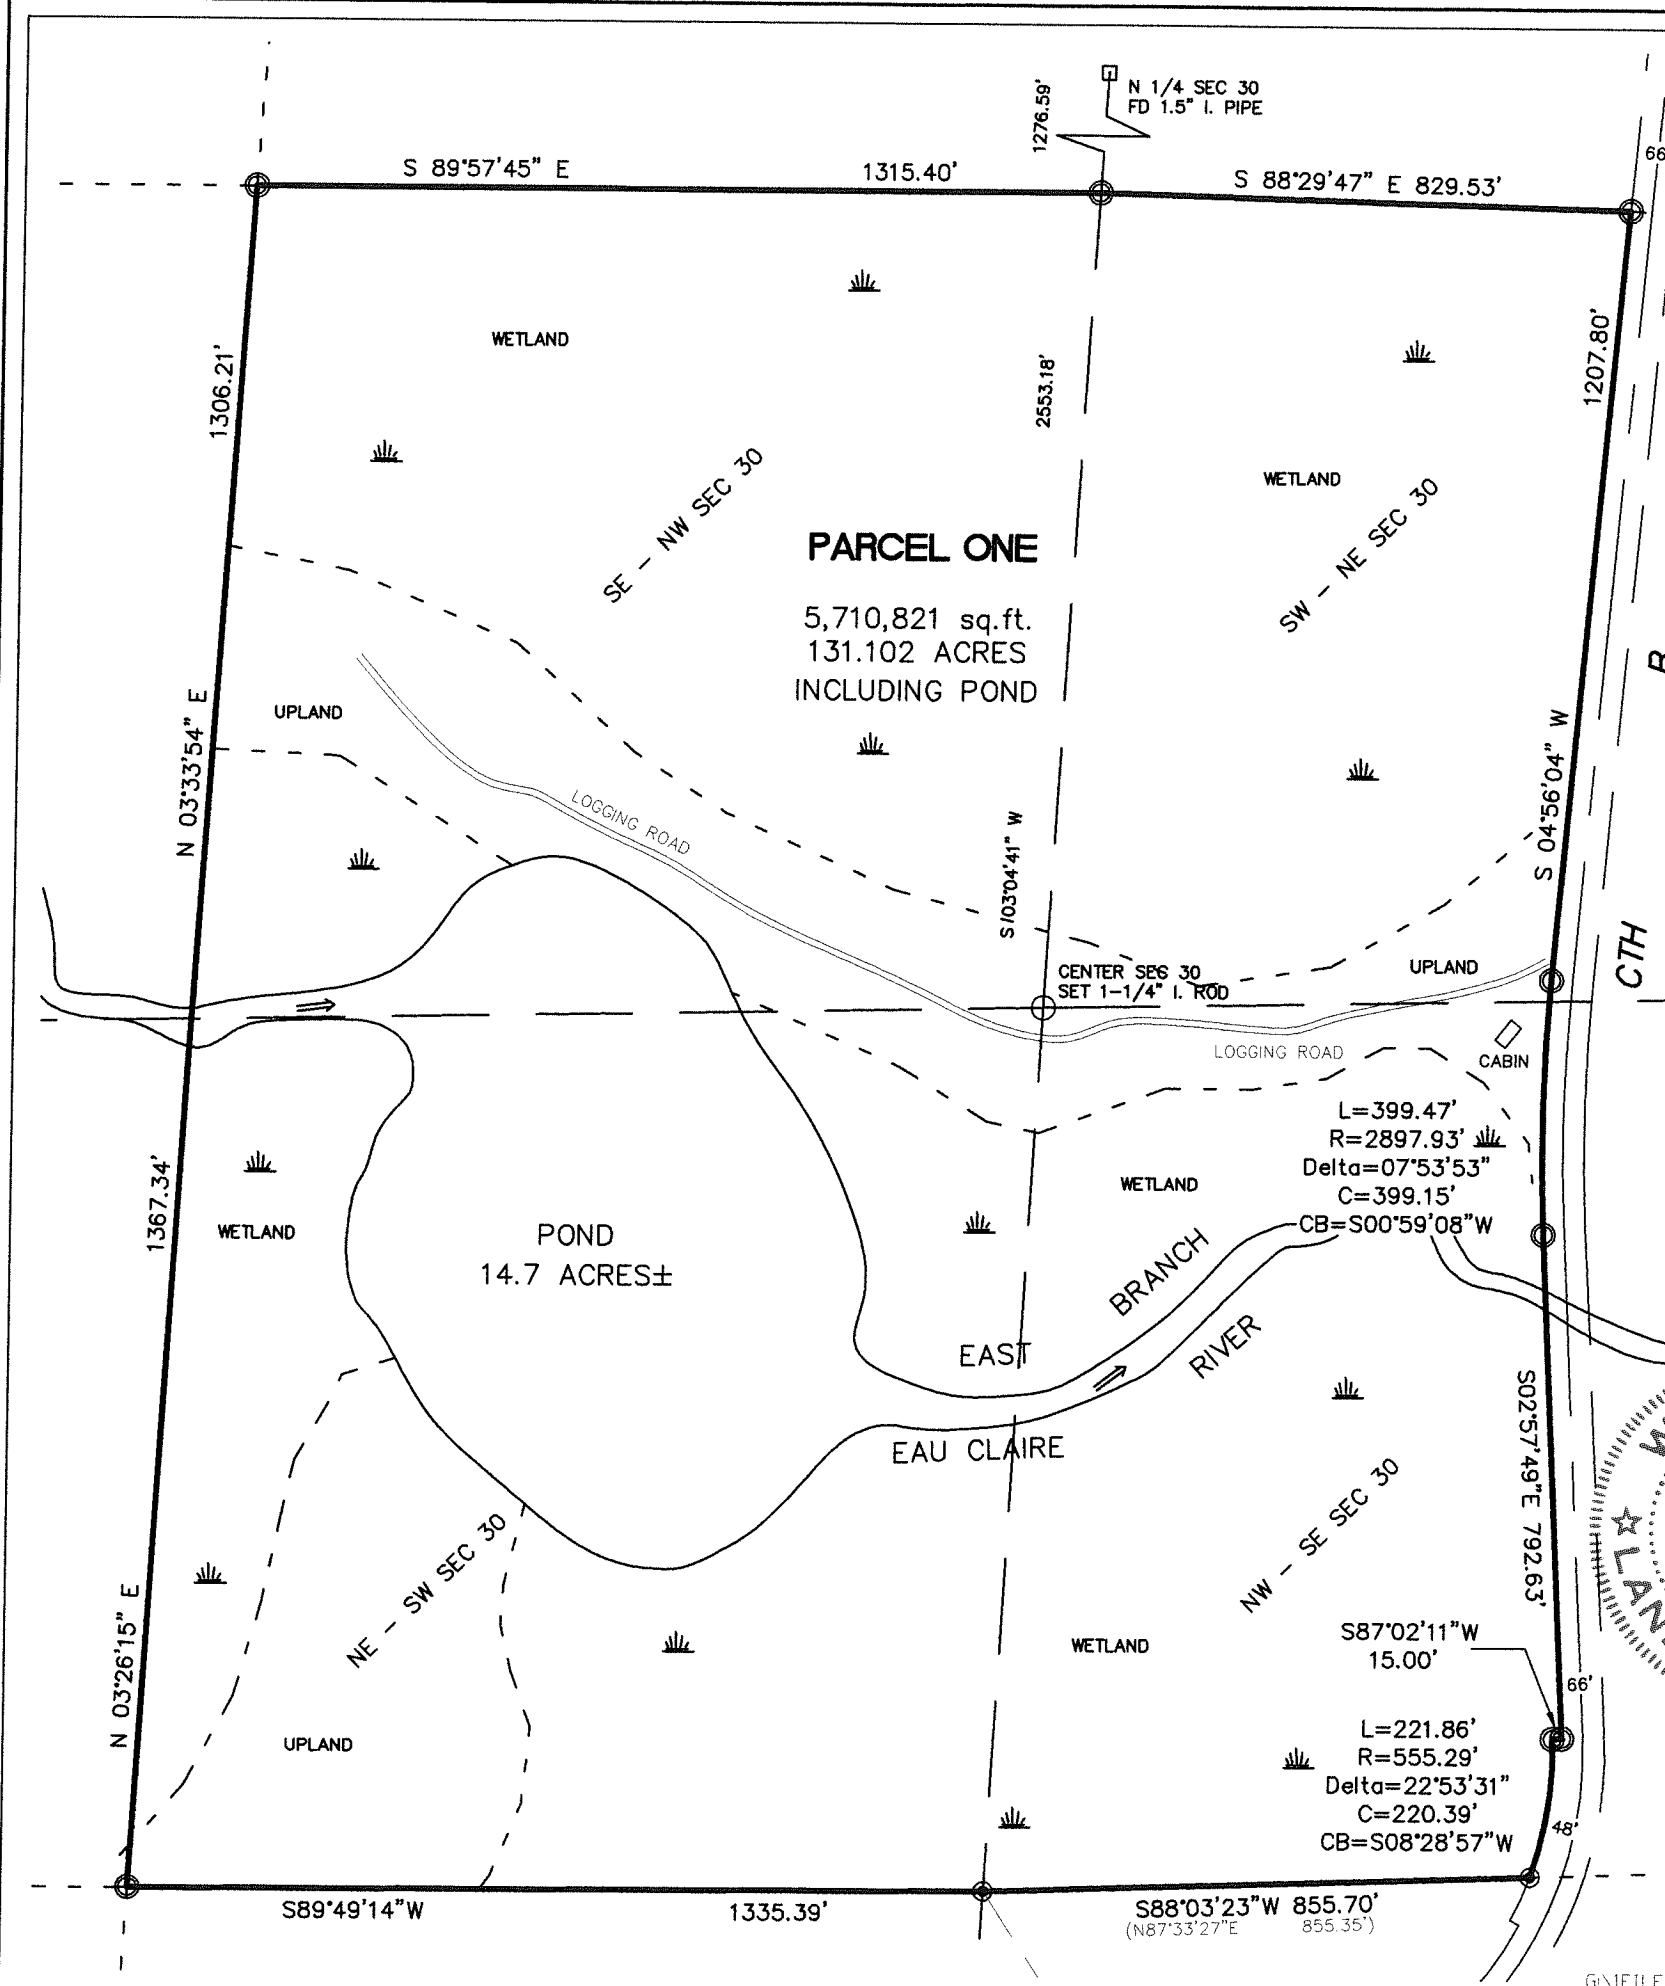 N 1/4 SEC 30
FD 1.5" I. PIPE
1276.59'
66
S 89°57'45" E 1315.40'
S 88°29'47" E 829.53'
WETLAND
1306.21'
2553.18'
1207.80'
SE - NW SEC 30
WETLAND
SW - NE SEC 30
PARCEL ONE
5,710,821 sq.ft.
131.102 ACRES
INCLUDING POND
UPLAND
N 03°33'54" E
LOGGING ROAD
S 03°04'41" W
S 04°56'04" W
CTH
CENTER SEC 30
SET 1-1/4" I. ROD
UPLAND
LOGGING ROAD
CABIN
L=399.47'
R=2897.93'
Delta=07°53'53"
C=399.15'
CB=S00°59'08"W
1367.34'
WETLAND
POND
14.7 ACRES±
WETLAND
EAST BRANCH
EAU CLAIRE RIVER
S02°57'49"E 792.63'
NE - SW SEC 30
NW - SE SEC 30
WETLAND
LAN
S87°02'11"W
15.00'
66'
N 03°26'15" E
UPLAND
L=221.86'
R=555.29'
Delta=22°53'31"
C=220.39'
CB=S08°28'57"W
48'
S89°49'14"W 1335.39'
S88°03'23"W 855.70'
(N87°33'27"E 855.35')